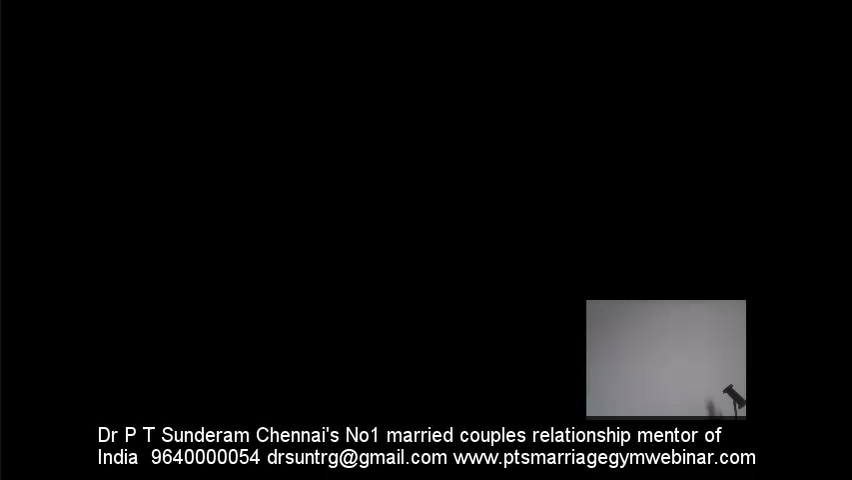 Dr P T Sunderam Chennai's No1 married couples relationship mentor of
India  9640000054 drsuntrg@gmail.com www.ptsmarriagegymwebinar.com